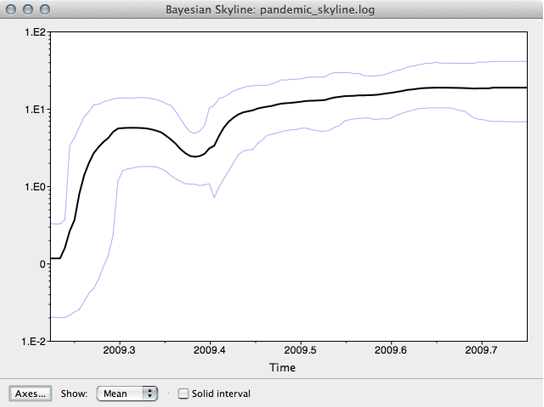 Bayesian Skyline: pandemic_skyline.log
1.E2
1.E1
1.E0
0
1.E-2
2009.3 2009.4 2009.5 2009.6 2009.7
Time
Axes... Show: Mean Solid interval